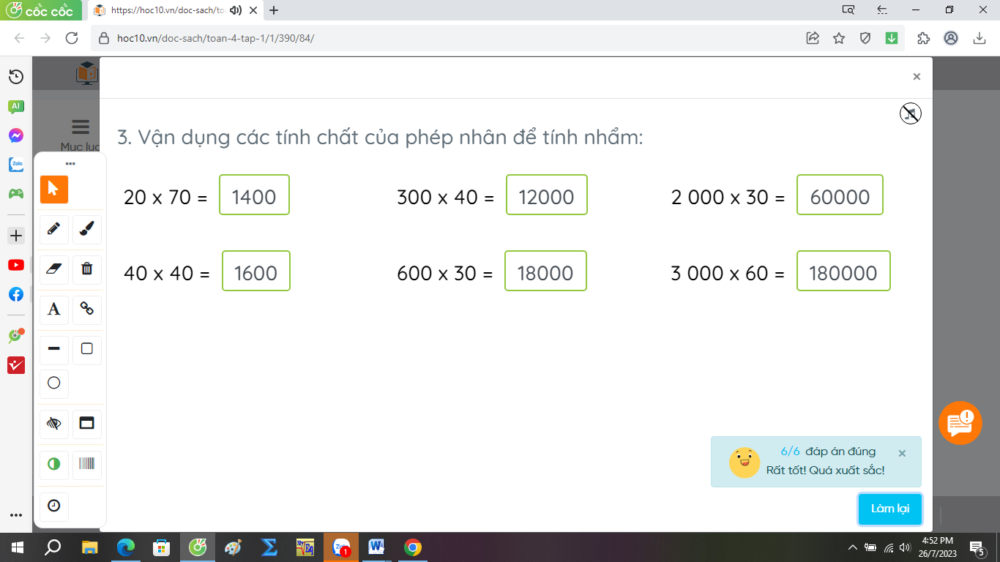 cốc cốc
https://hoc10.vn/doc-sach/to
hoc10.vn/doc-sach/toan-4-tap-1/1/390/84/
AI
Zalo
Mục lục
3. Vận dụng các tính chất của phép nhân để tính nhẩm:
20 x 70 = 1400 300 x 40 = 12000 2 000 x 30 = 60000
40 x 40 = 1600 600 x 30 = 18000 3 000 x 60 = 180000
A
6/6 đáp án đúng
Rất tốt! Quá xuất sắc!
Làm lại
4:52 PM
26/7/2023
5